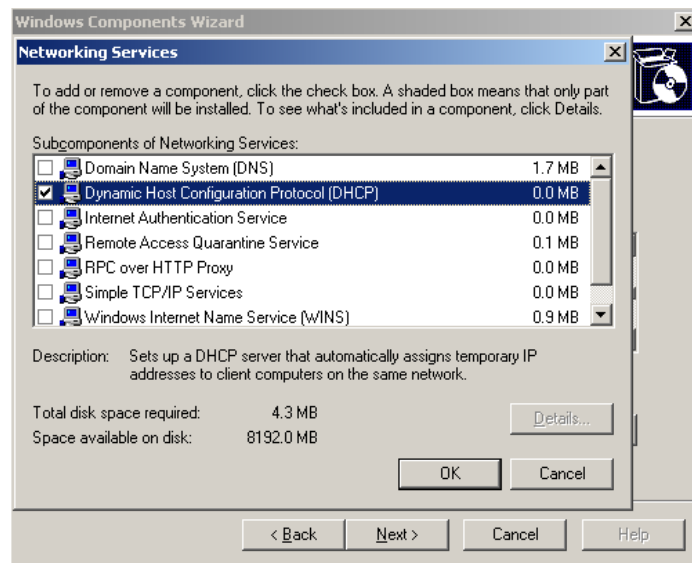 Windows Components Wizard
Networking Services
To add or remove a component, click the check box. A shaded box means that only part
of the component will be installed. To see what's included in a component, click Details.
Subcomponents of Networking Services:
Domain Name System (DNS) 1.7 MB
Dynamic Host Configuration Protocol (DHCP) 0.0 MB
Internet Authentication Service 0.0 MB
Remote Access Quarantine Service 0.1 MB
RPC over HTTP Proxy 0.0 MB
Simple TCP/IP Services 0.0 MB
Windows Internet Name Service (WINS) 0.9 MB
Description: Sets up a DHCP server that automatically assigns temporary IP
addresses to client computers on the same network.
Total disk space required: 4.3 MB
Space available on disk: 8192.0 MB
Details...
OK Cancel
< Back Next > Cancel Help